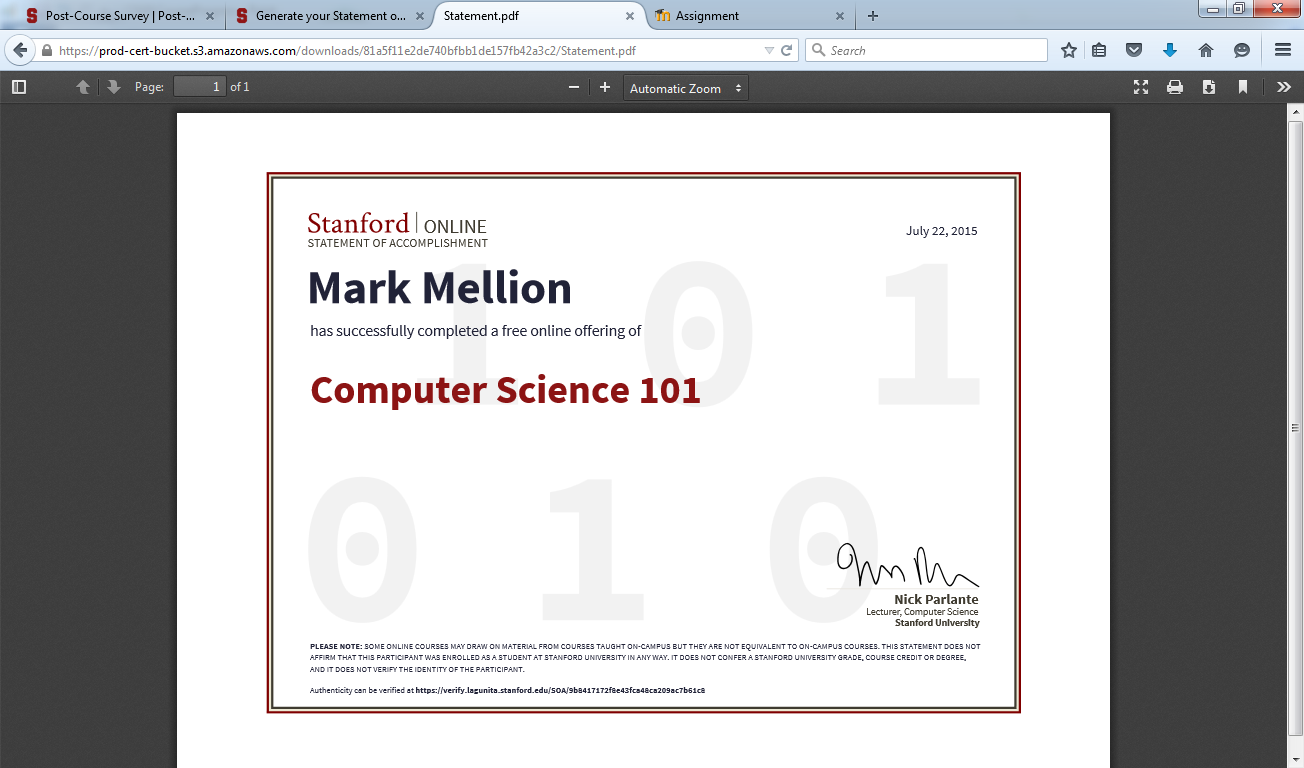 Post-Course Survey | Post-...
Generate your Statement o...
Statement.pdf
Assignment
https://prod-cert-bucket.s3.amazonaws.com/downloads/81a5f11e2de740bfbb1de157fb42a3c2/Statement.pdf
Search
Page: 1 of 1
Automatic Zoom
Stanford | ONLINE
STATEMENT OF ACCOMPLISHMENT
July 22, 2015
Mark Mellion
has successfully completed a free online offering of
Computer Science 101
1 0 1
0 1 0
Nick Parlante
Lecturer, Computer Science
Stanford University
PLEASE NOTE: SOME ONLINE COURSES MAY DRAW ON MATERIAL FROM COURSES TAUGHT ON-CAMPUS BUT THEY ARE NOT EQUIVALENT TO ON-CAMPUS COURSES. THIS STATEMENT DOES NOT
AFFIRM THAT THIS PARTICIPANT WAS ENROLLED AS A STUDENT AT STANFORD UNIVERSITY IN ANY WAY. IT DOES NOT CONFER A STANFORD UNIVERSITY GRADE, COURSE CREDIT OR DEGREE,
AND IT DOES NOT VERIFY THE IDENTITY OF THE PARTICIPANT.
Authenticity can be verified at https://verify.lagunita.stanford.edu/SOA/9b8417172f8e43fca48ca209ac7b61c8